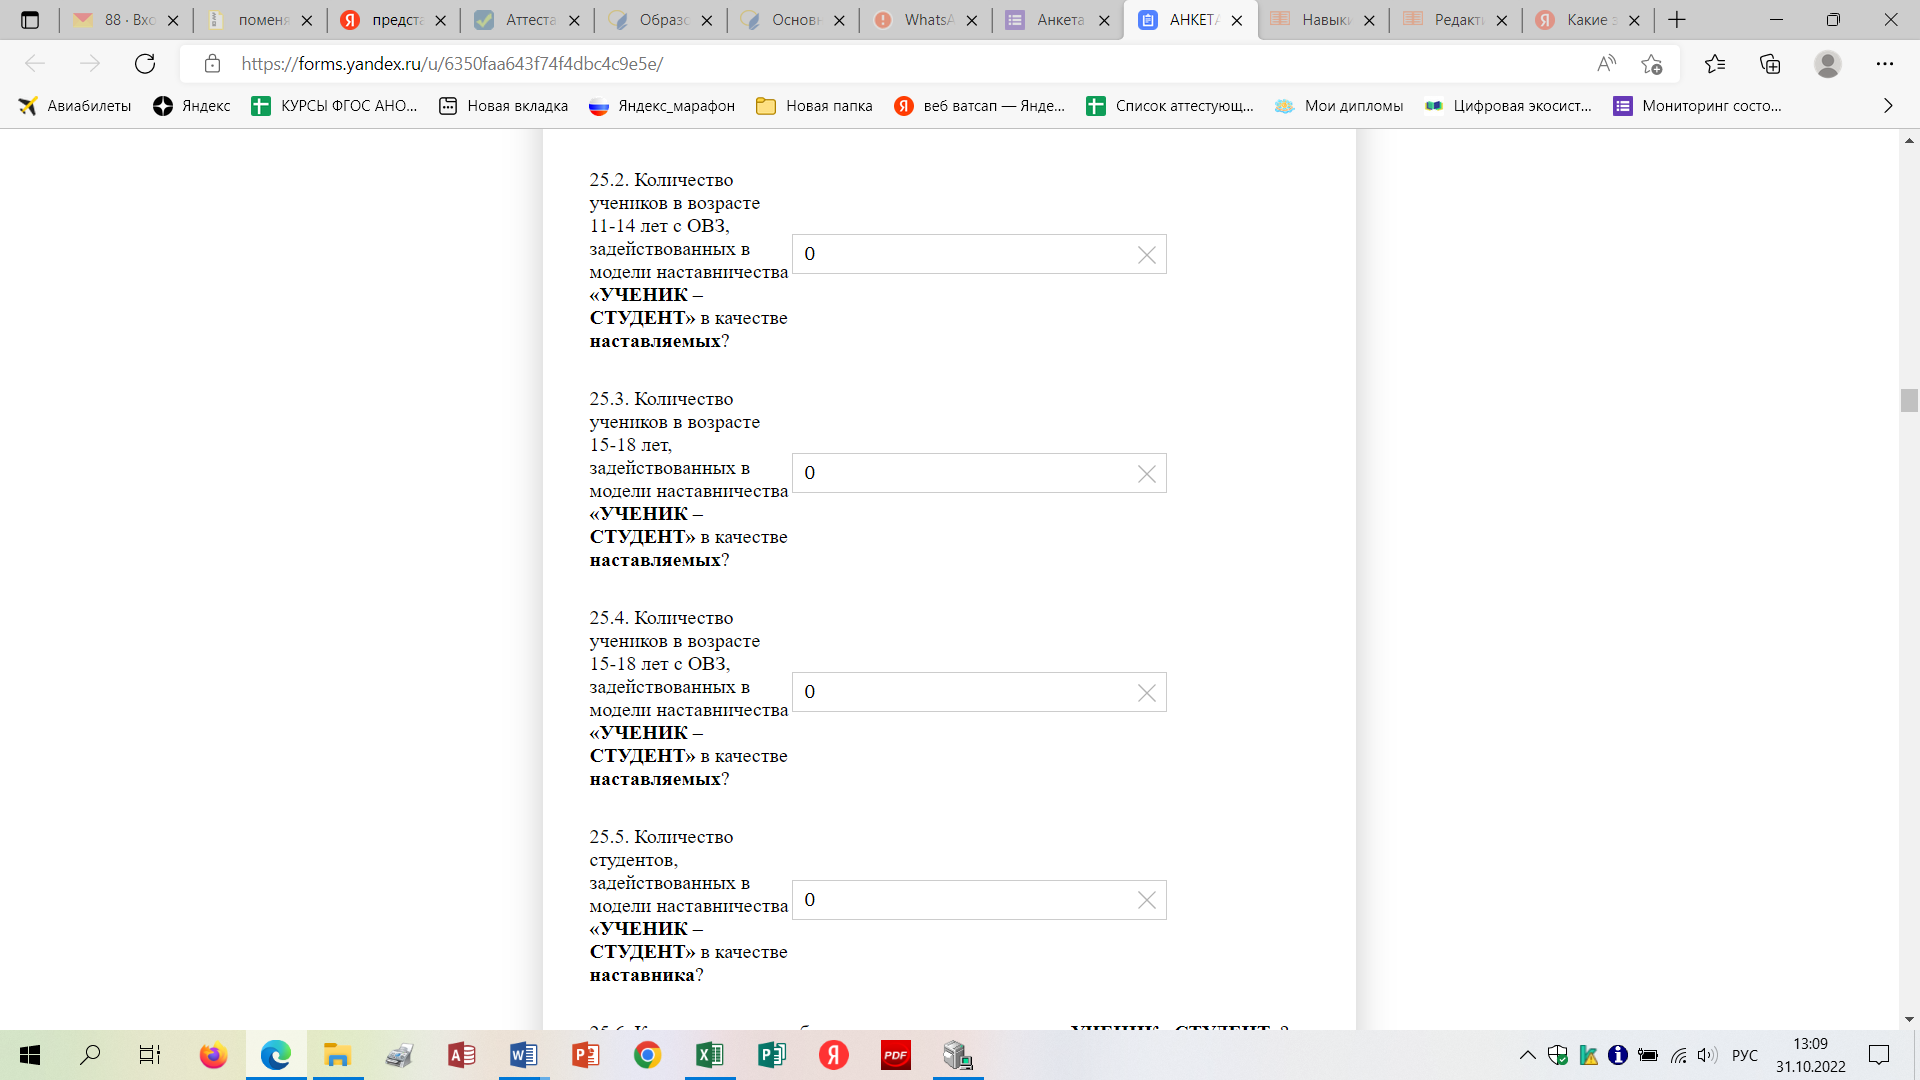 88 · Вхо
поменя
предста
Аттеста
Образс
Основн
WhatsA
Анкета
АНКЕТА
Навыки
Редакти
Какие з
https://forms.yandex.ru/u/6350faa643f74f4dbc4c9e5e/
Авиабилеты
Яндекс
КУРСЫ ФГОС АНО...
Новая вкладка
Яндекс_марафон
Новая папка
веб ватсап — Янде...
Список аттестующ...
Мои дипломы
Цифровая экосист...
Мониторинг состо...
25.2. Количество
учеников в возрасте
11-14 лет с ОВЗ,
задействованных в
модели наставничества
«УЧЕНИК –
СТУДЕНТ» в качестве
наставляемых?
0
25.3. Количество
учеников в возрасте
15-18 лет,
задействованных в
модели наставничества
«УЧЕНИК –
СТУДЕНТ» в качестве
наставляемых?
0
25.4. Количество
учеников в возрасте
15-18 лет с ОВЗ,
задействованных в
модели наставничества
«УЧЕНИК –
СТУДЕНТ» в качестве
наставляемых?
0
25.5. Количество
студентов,
задействованных в
модели наставничества
«УЧЕНИК –
СТУДЕНТ» в качестве
наставника?
0
РУС
13:09
31.10.2022